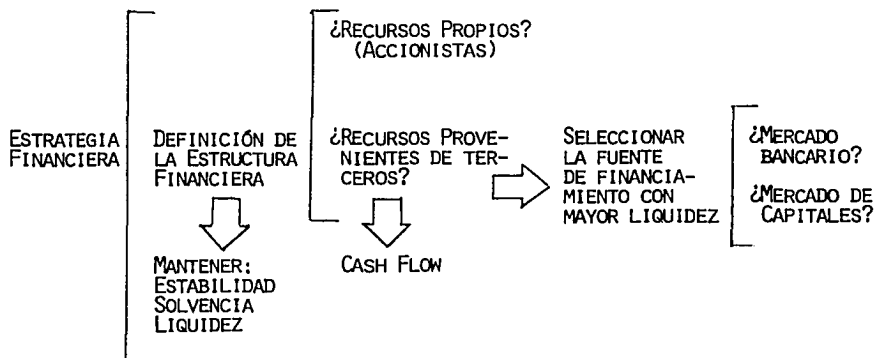 ESTRATEGIA
FINANCIERA
DEFINICIÓN DE
LA ESTRUCTURA
FINANCIERA
MANTENER:
ESTABILIDAD
SOLVENCIA
LIQUIDEZ
¿RECURSOS PROPIOS?
(ACCIONISTAS)
¿RECURSOS PROVE-
NIENTES DE TER-
CEROS?
CASH FLOW
SELECCIONAR
LA FUENTE
DE FINANCIA-
MIENTO CON
MAYOR LIQUIDEZ
¿MERCADO
BANCARIO?
¿MERCADO DE
CAPITALES?